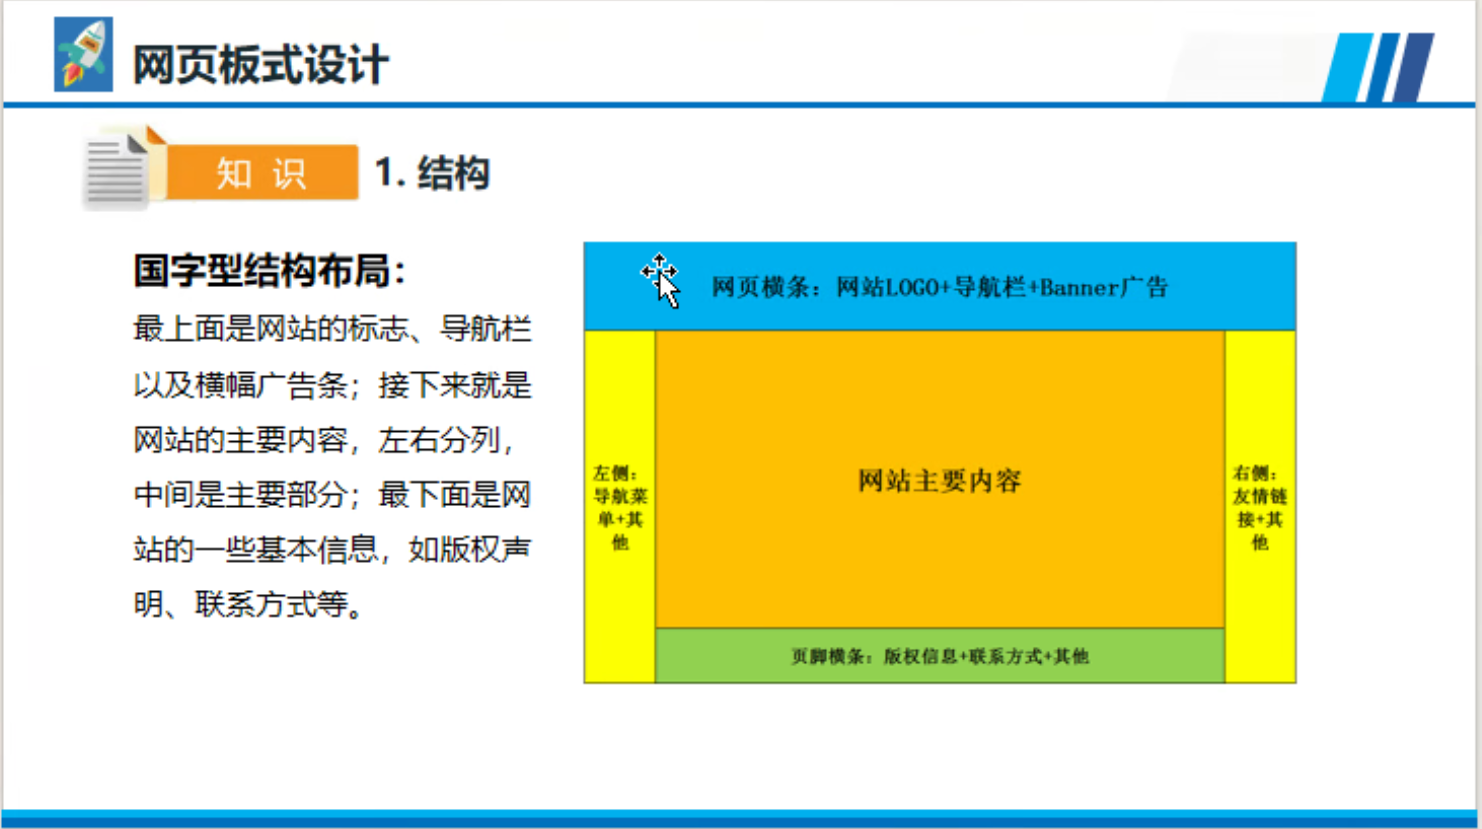 网页板式设计
知 识
1. 结构
国字型结构布局：
最上面是网站的标志、导航栏
以及横幅广告条；接下来就是
网站的主要内容，左右分列，
中间是主要部分；最下面是网
站的一些基本信息，如版权声
明、联系方式等。
网页横条：网站LOGO+导航栏+Banner广告
左侧：
导航菜
单+其
他
网站主要内容
右侧：
友情链
接+其
他
页脚横条：版权信息+联系方式+其他